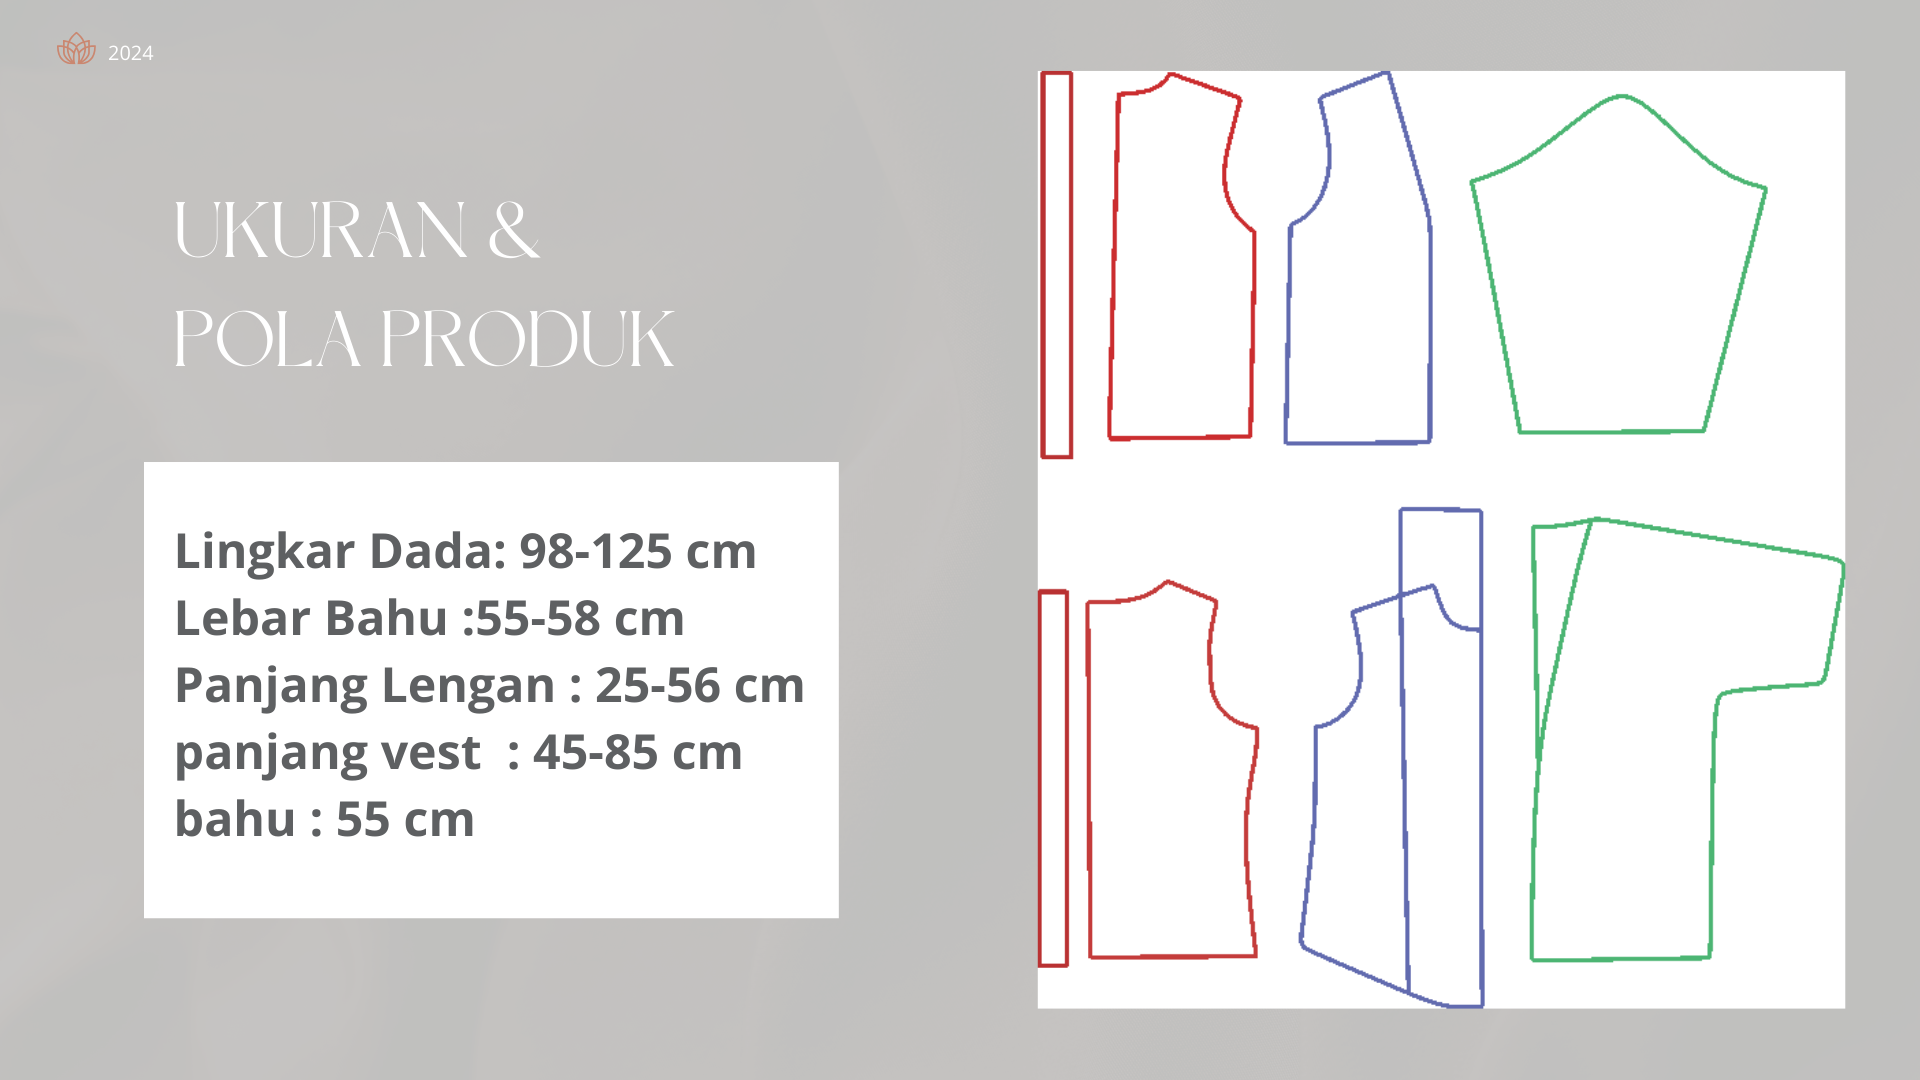 2024
UKURAN &
POLA PRODUK
Lingkar Dada: 98-125 cm
Lebar Bahu :55-58 cm
Panjang Lengan : 25-56 cm
panjang vest  : 45-85 cm
bahu : 55 cm